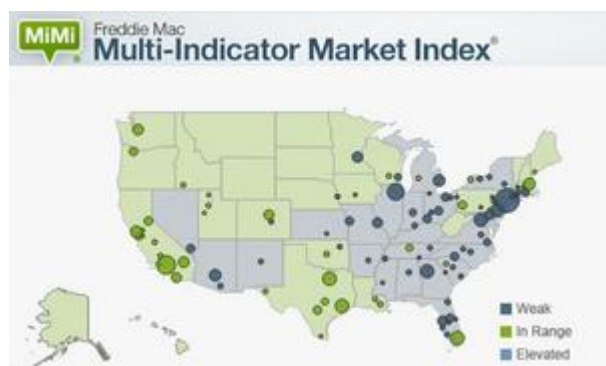 MiMi
Freddie Mac
Multi-Indicator Market Index®
Weak
In Range
Elevated